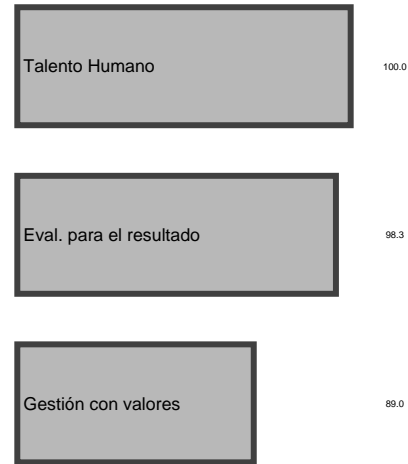 Talento Humano 100.0
Eval. para el resultado 98.3
Gestión con valores 89.0